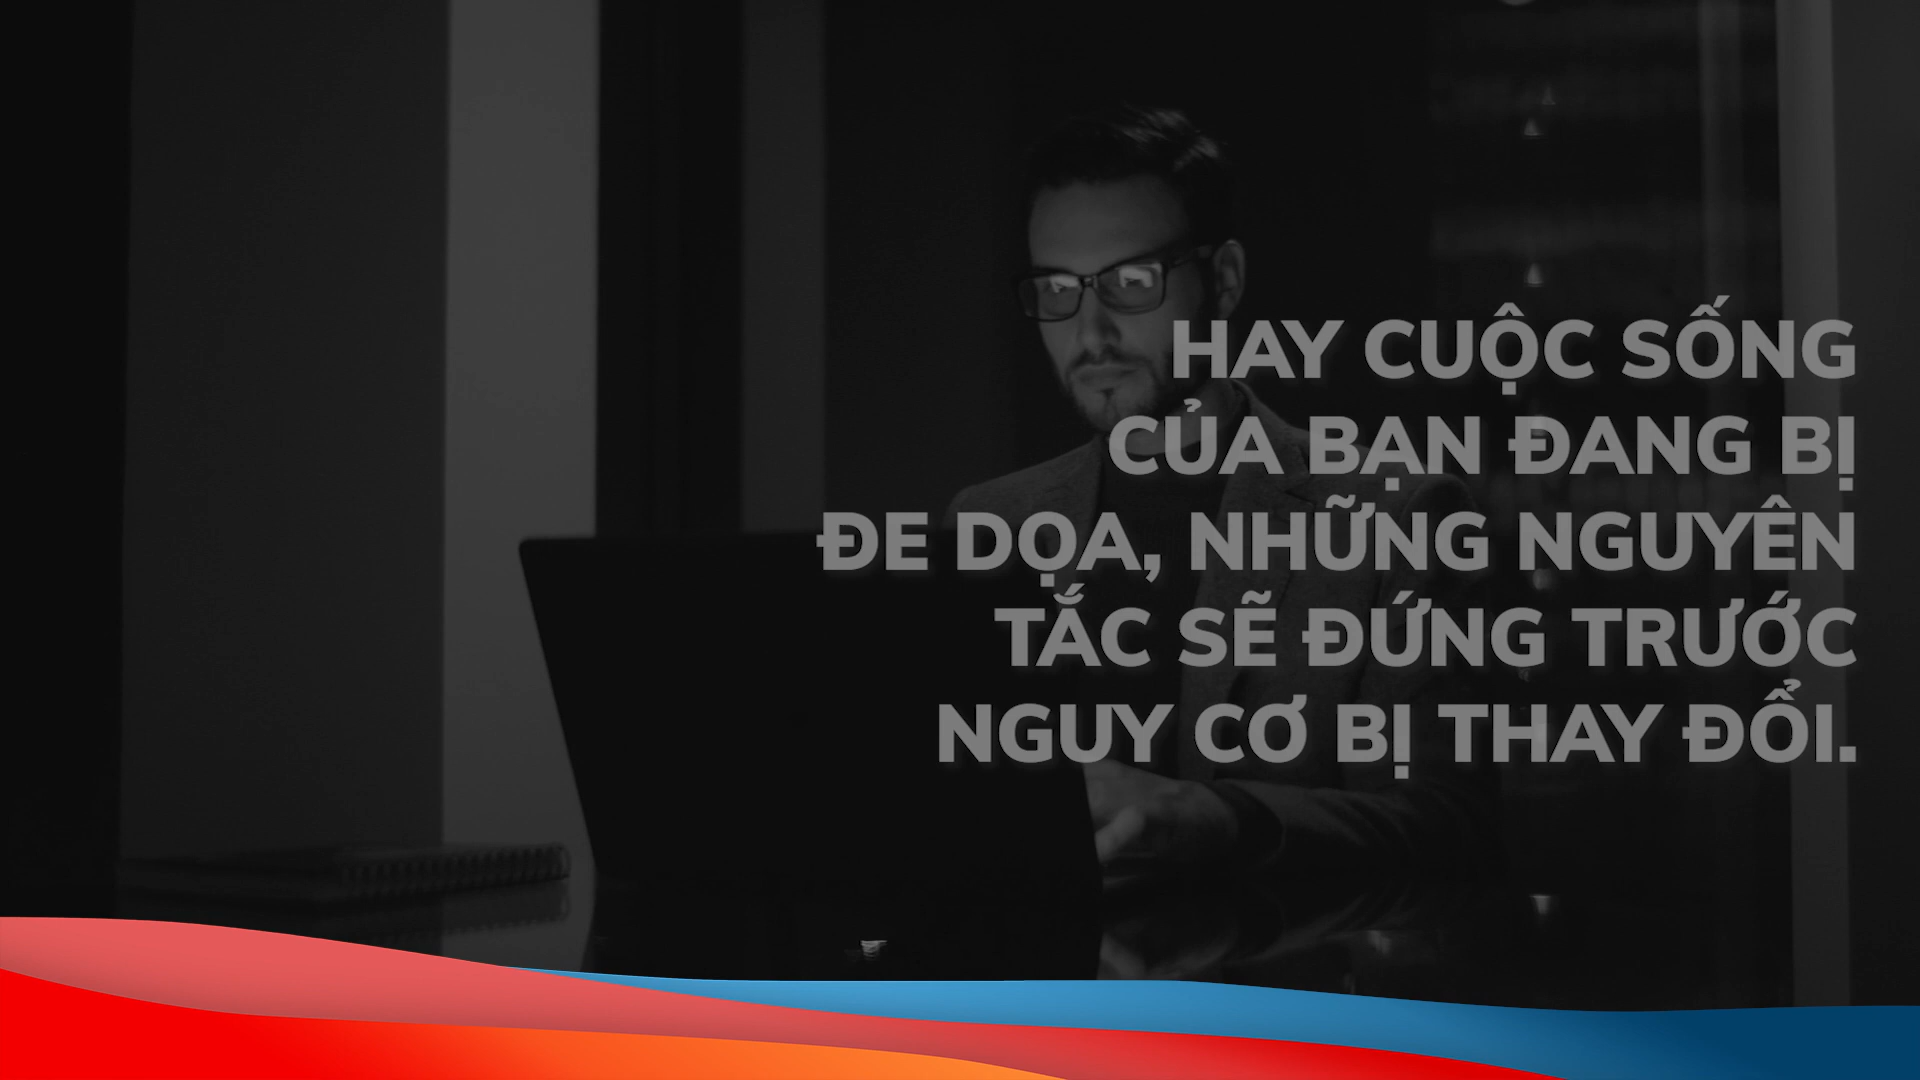 HAY CUỘC SỐNG
CỦA BẠN ĐANG BỊ
ĐE DỌA, NHỮNG NGUYÊN
TẮC SẼ ĐỨNG TRƯỚC
NGUY CƠ BỊ THAY ĐỔI.